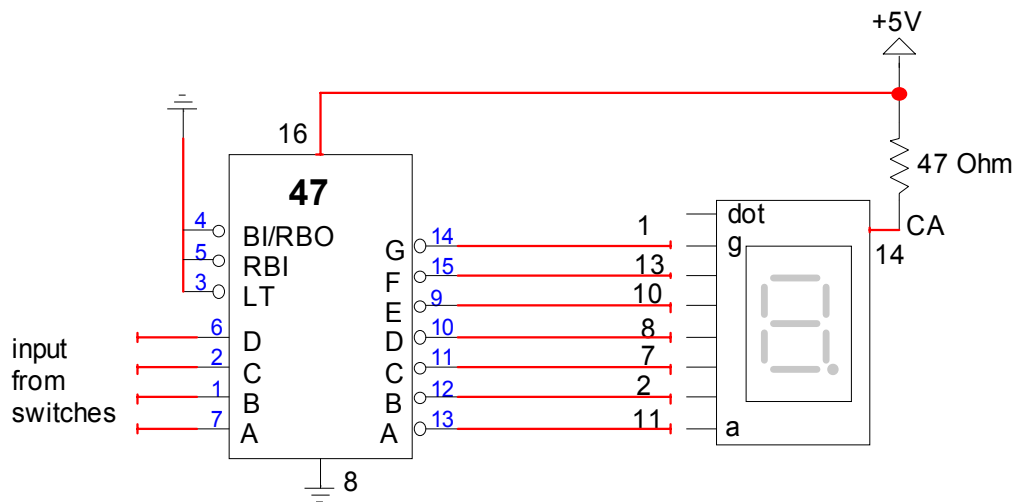 +5V
16
47
47 Ohm
4
BI/RBO
5
RBI
3
LT
6
D
2
C
1
B
7
A
input
from
switches
8
G
14
F
15
E
9
D
10
C
11
B
12
A
13
1
13
10
8
7
2
11
dot
g
a
CA
14